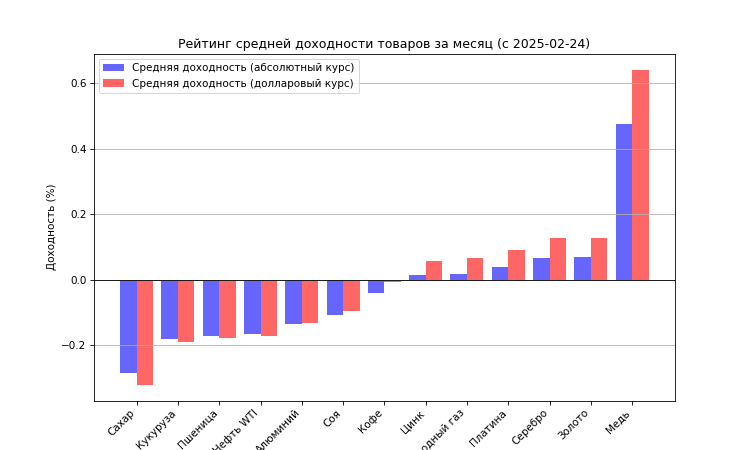 Рейтинг средней доходности товаров за месяц (с 2025-02-24)
Средняя доходность (абсолютный курс)
Средняя доходность (долларовый курс)
Доходность (%)
0.6
0.4
0.2
0.0
−0.2
Сахар
Кукуруза
Пшеница
Нефть WTI
Алюминий
Соя
Кофе
Цинк
газ
Платина
Серебро
Золото
Медь